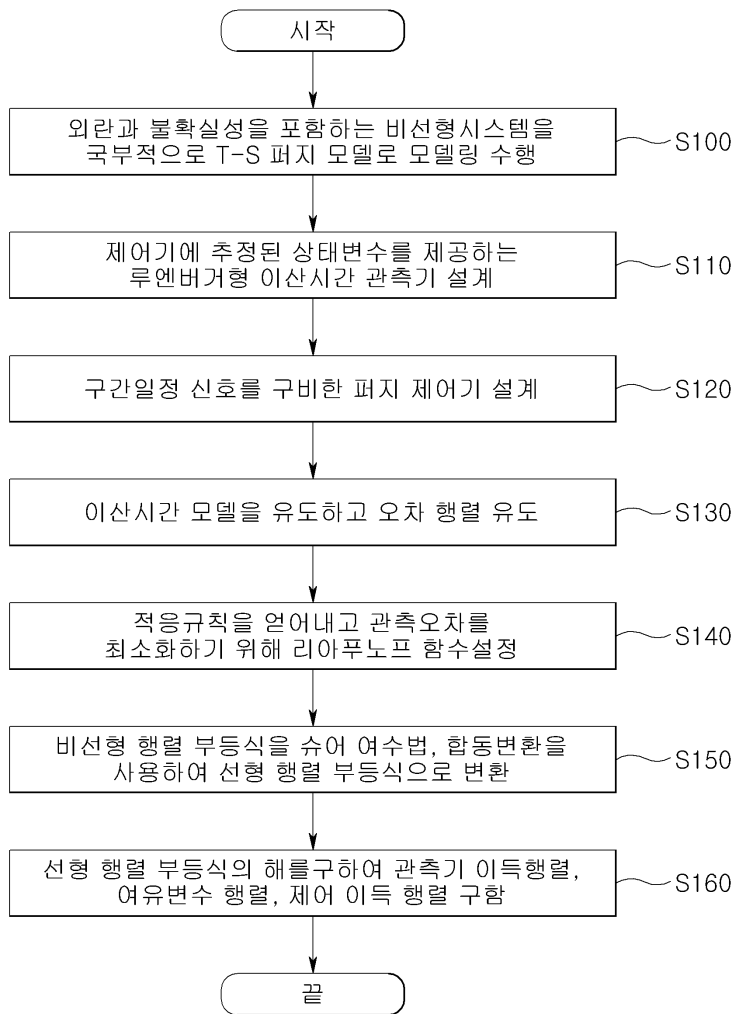 시작
외란과 불확실성을 포함하는 비선형시스템을
국부적으로 T-S 퍼지 모델로 모델링 수행
S100
제어기에 추정된 상태변수를 제공하는
루엔버거형 이산시간 관측기 설계
S110
구간일정 신호를 구비한 퍼지 제어기 설계
S120
이산시간 모델을 유도하고 오차 행렬 유도
S130
적응규칙을 얻어내고 관측오차를
최소화하기 위해 리아푸노프 함수설정
S140
비선형 행렬 부등식을 슈어 여수법, 합동변환을
사용하여 선형 행렬 부등식으로 변환
S150
선형 행렬 부등식의 해를구하여 관측기 이득행렬,
여유변수 행렬, 제어 이득 행렬 구함
S160
끝